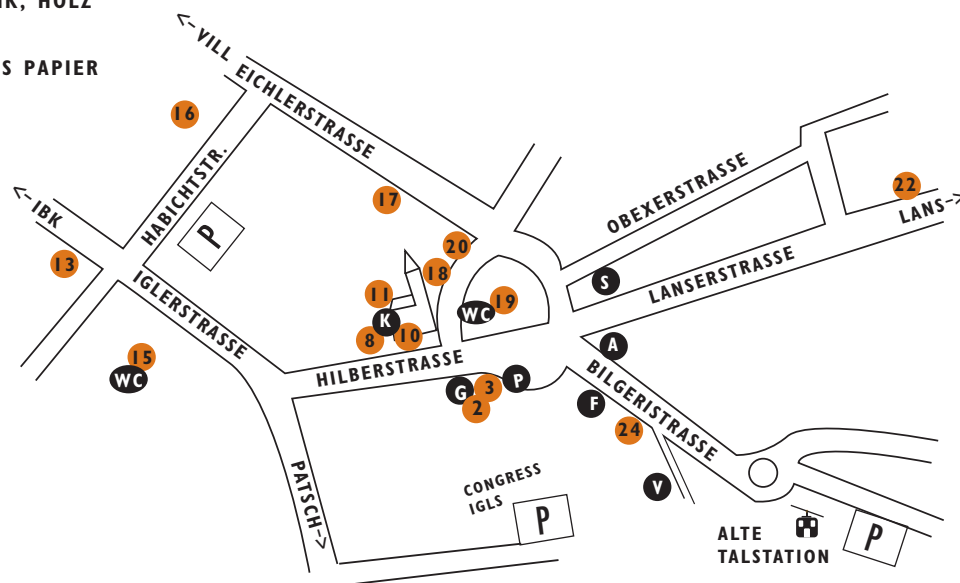 IK, HOLZ
S PAPIER
<- VILL
EICHLERSTRASSE
16
HABICHTSTR.
P
17
22
OBEXERSTRASSE
LANS->
LANSERSTRASSE
<- IBK
13
IGLERSTRASSE
20
18
11
K
8
10
WC
19
S
A
15
WC
HILBERSTRASSE
G
3
P
2
BILGERISTRASSE
F
24
V
PATSCH->
CONGRESS
IGLS
P
ALTE
TALSTATION
P